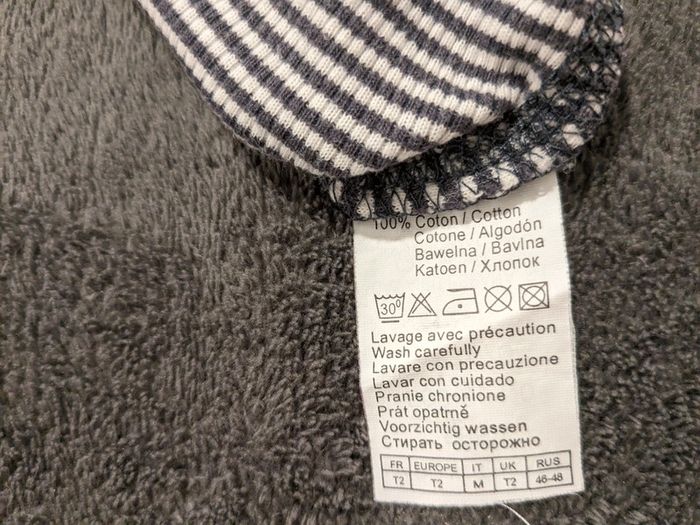 100% Coton / Cotton
Cotone / Algodón
Bawelna / Bavlna
Katoen / Хлопок
30°
Lavage avec précaution
Wash carefully
Lavare con precauzione
Lavar con cuidado
Pranie chronione
Prát opatrně
Voorzichtig wassen
Стирать осторожно
FR EUROPE IT UK RUS
T2 T2 M T2 46-48